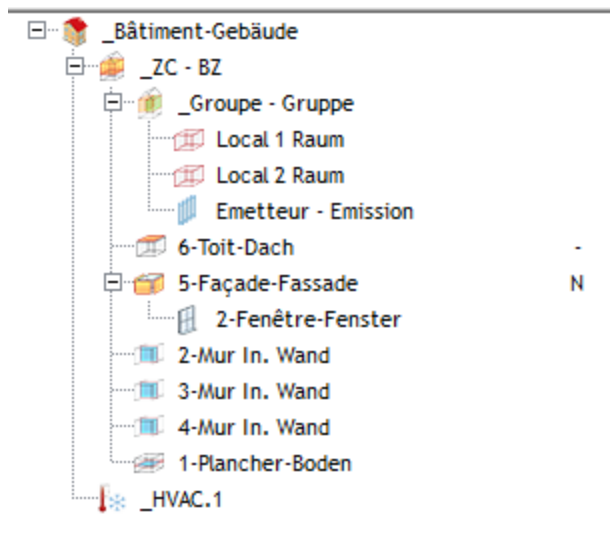 _Bâtiment-Gebäude
_ZC - BZ
_Groupe - Gruppe
Local 1 Raum
Local 2 Raum
Emetteur - Emission
6-Toit-Dach -
5-Façade-Fassade N
2-Fenêtre-Fenster
2-Mur In. Wand
3-Mur In. Wand
4-Mur In. Wand
1-Plancher-Boden
_HVAC.1